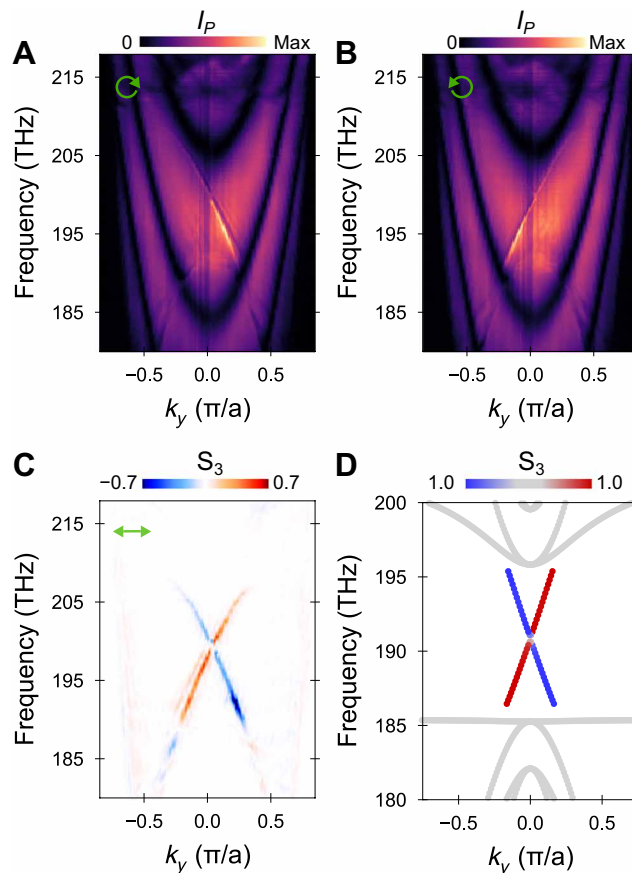 I_P I_P
0 Max 0 Max
A B
215 215
205 205
195 195
185 185
Frequency (THz) Frequency (THz)
−0.5 0.0 0.5 −0.5 0.0 0.5
k_y (π/a) k_y (π/a)
C S₃ D S₃
−0.7 0.7 1.0 1.0
215 200
205 195
195 190
185 185
180
Frequency (THz) Frequency (THz)
−0.5 0.0 0.5 −0.5 0.0 0.5
k_y (π/a) k_y (π/a)